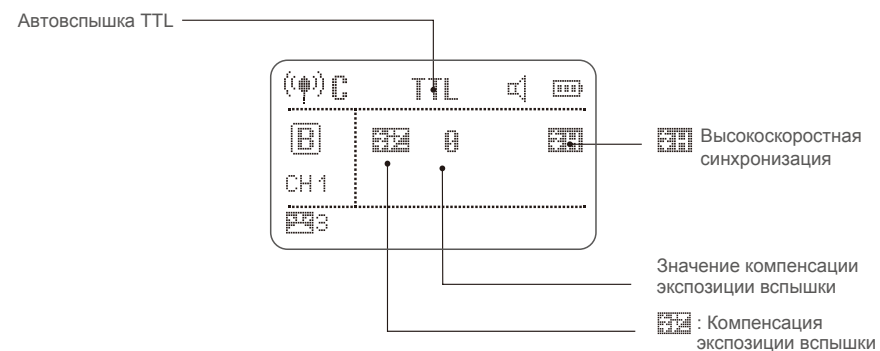 Автовспышка TTL
C TTL
B 0
CH 1
3
Высокоскоростная
синхронизация
Значение компенсации
экспозиции вспышки
: Компенсация
экспозиции вспышки